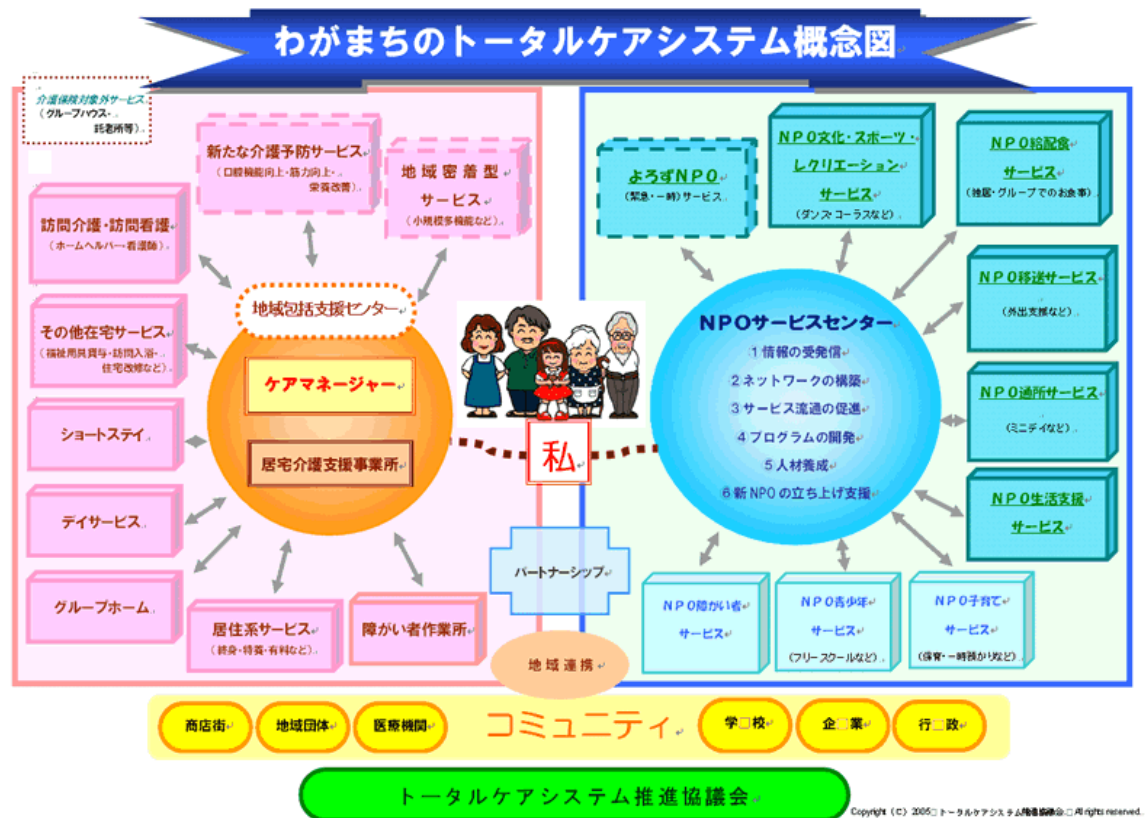 わがまちのトータルケアシステム概念図
介護保険対象外サービス
(グループハウス・
託老所等)
新たな介護予防サービス
(口腔機能向上・筋力向上・
栄養改善)
地域密着型
サービス
(小規模多機能など)
訪問介護・訪問看護
(ホームヘルパー・看護師)
その他在宅サービス
(福祉用具貸与・訪問入浴・
住宅改修など)
ショートステイ
デイサービス
グループホーム
居住系サービス
(終身・特養・有料など)
障がい者作業所
地域包括支援センター
ケアマネージャー
居宅介護支援事業所
私
パートナーシップ
地域連携
よろずNPO
(緊急・一時)サービス
NPO文化・スポーツ・
レクリエーション
サービス
(ダンス・コーラスなど)
NPO給配食
サービス
(独居・グループでのお食事)
NPO移送サービス
(外出支援など)
NPO通所サービス
(ミニデイなど)
NPO生活支援
サービス
NPOサービスセンター
1情報の受発信
2ネットワークの構築
3サービス流通の促進
4プログラムの開発
5人材養成
6新NPOの立ち上げ支援
NPO障がい者
サービス
NPO青少年
サービス
(フリースクールなど)
NPO子育て
サービス
(保育・一時預かりなど)
商店街
地域団体
医療機関
コミュニティ
学□校
企□業
行□政
トータルケアシステム推進協議会
Copyright (C) 2005□トータルケアシステム推進協議会.□All rights reserved.